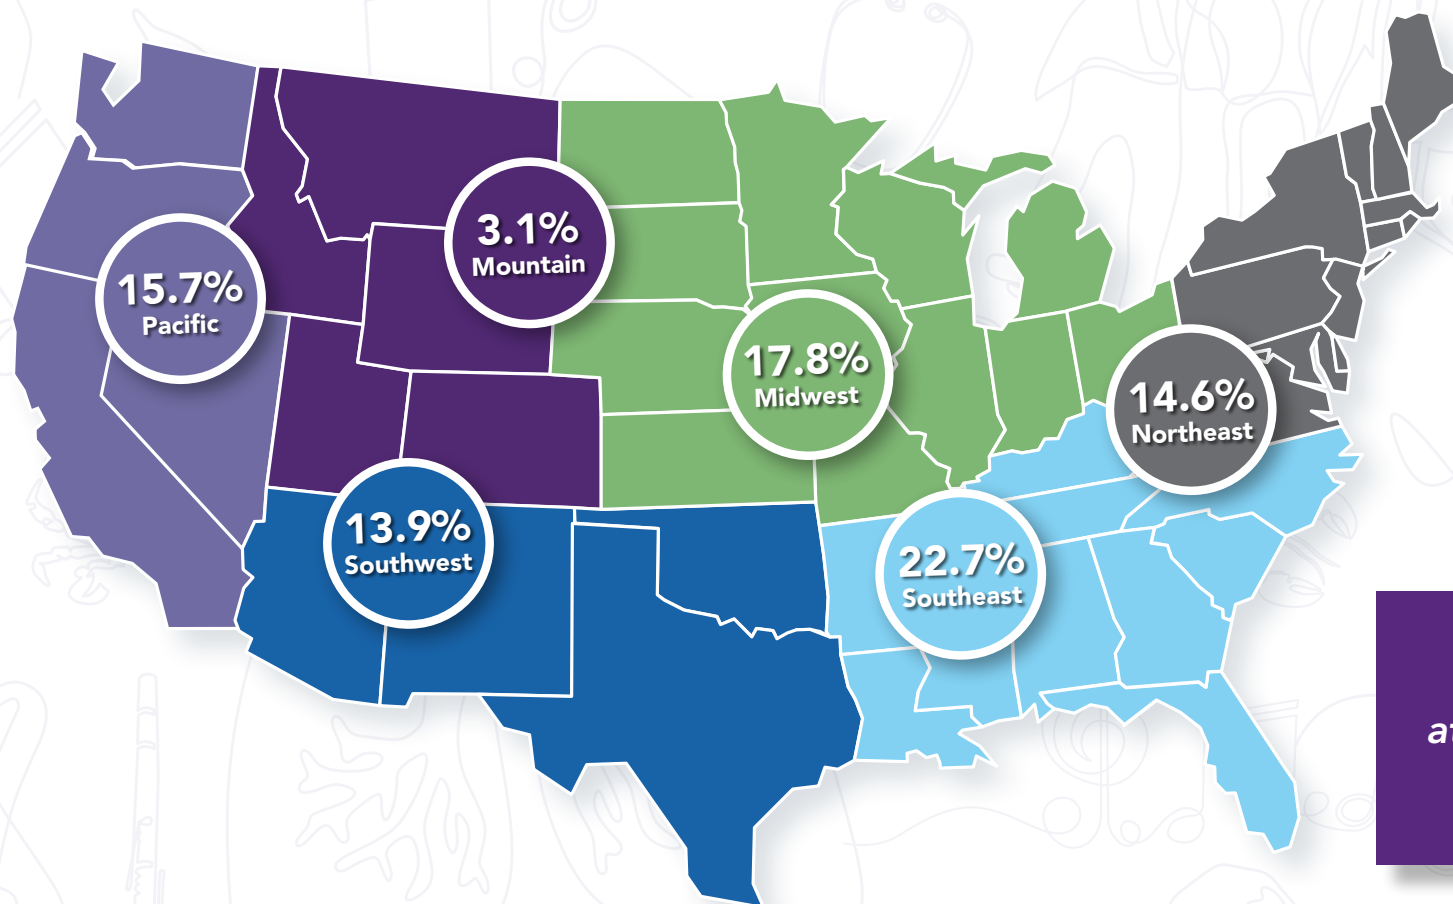 3.1%
Mountain
15.7%
Pacific
17.8%
Midwest
14.6%
Northeast
13.9%
Southwest
22.7%
Southeast